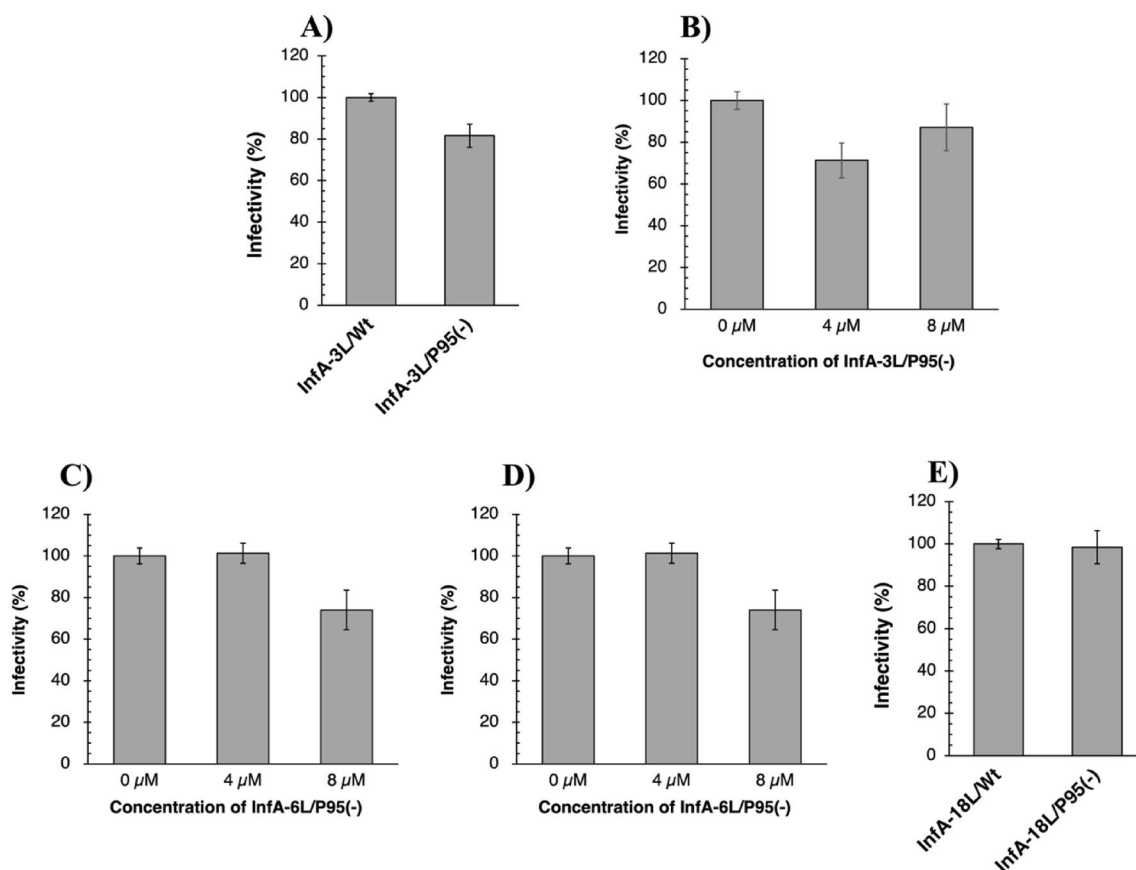 A)
120
100
80
60
40
20
0
Infectivity (%)
InfA-3L/Wt
InfA-3L/P95(-)
B)
120
100
80
60
40
20
0
Infectivity (%)
0 µM
4 µM
8 µM
Concentration of InfA-3L/P95(-)
C)
120
100
80
60
40
20
0
Infectivity (%)
0 µM
4 µM
8 µM
Concentration of InfA-6L/P95(-)
D)
120
100
80
60
40
20
0
Infectivity (%)
0 µM
4 µM
8 µM
Concentration of InfA-6L/P95(-)
E)
120
100
80
60
40
20
0
Infectivity (%)
InfA-18L/Wt
InfA-18L/P95(-)